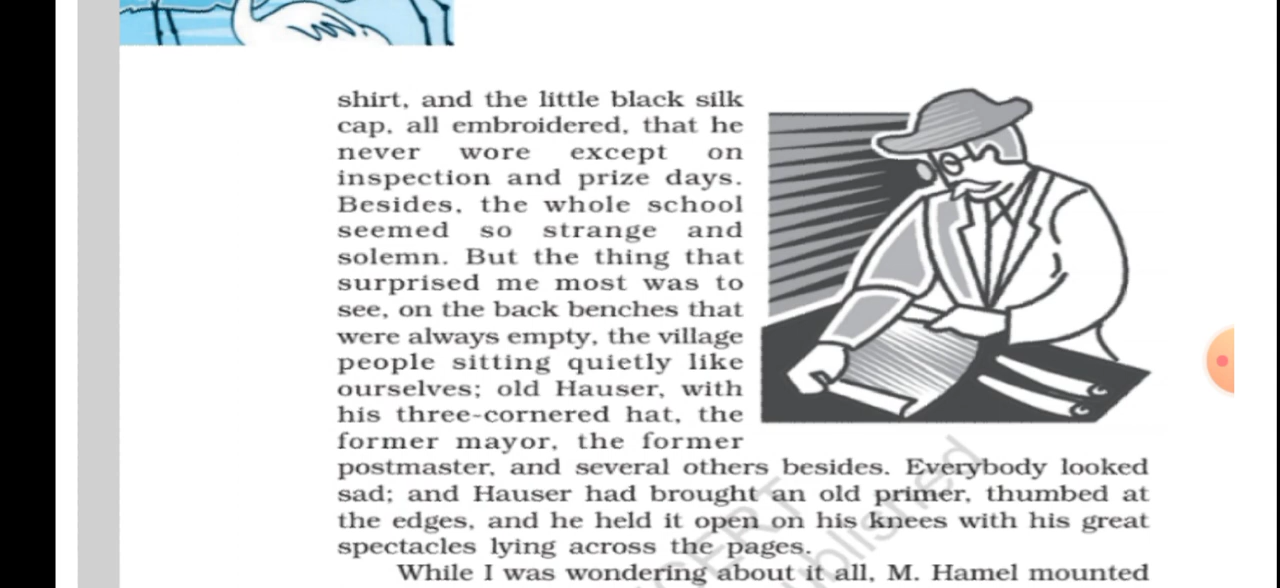 shirt, and the little black silk
cap, all embroidered, that he
never wore except on
inspection and prize days.
Besides, the whole school
seemed so strange and
solemn. But the thing that
surprised me most was to
see, on the back benches that
were always empty, the village
people sitting quietly like
ourselves; old Hauser, with
his three-cornered hat, the
former mayor, the former
postmaster, and several others besides. Everybody looked
sad; and Hauser had brought an old primer, thumbed at
the edges, and he held it open on his knees with his great
spectacles lying across the pages.
While I was wondering about it all, M. Hamel mounted